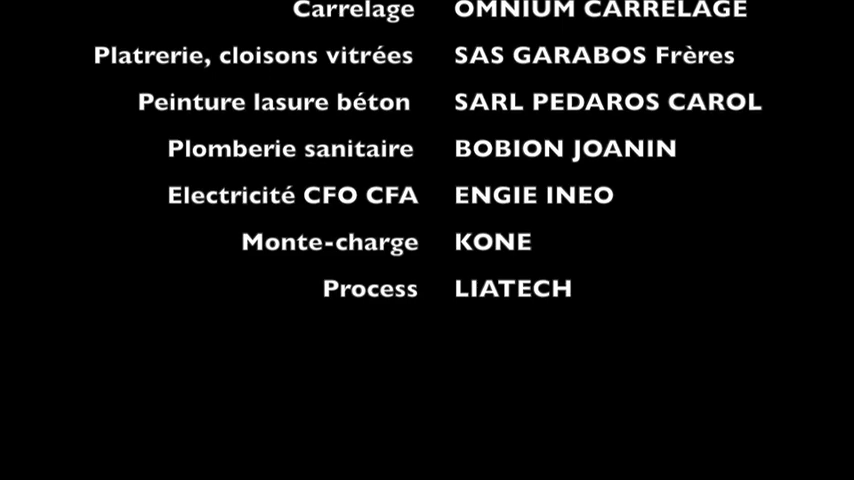 Carrelage OMNIUM CARRELAGE
Platrerie, cloisons vitrées SAS GARABOS Frères
Peinture lasure béton SARL PEDAROS CAROL
Plomberie sanitaire BOBION JOANIN
Electricité CFO CFA ENGIE INEO
Monte-charge KONE
Process LIATECH